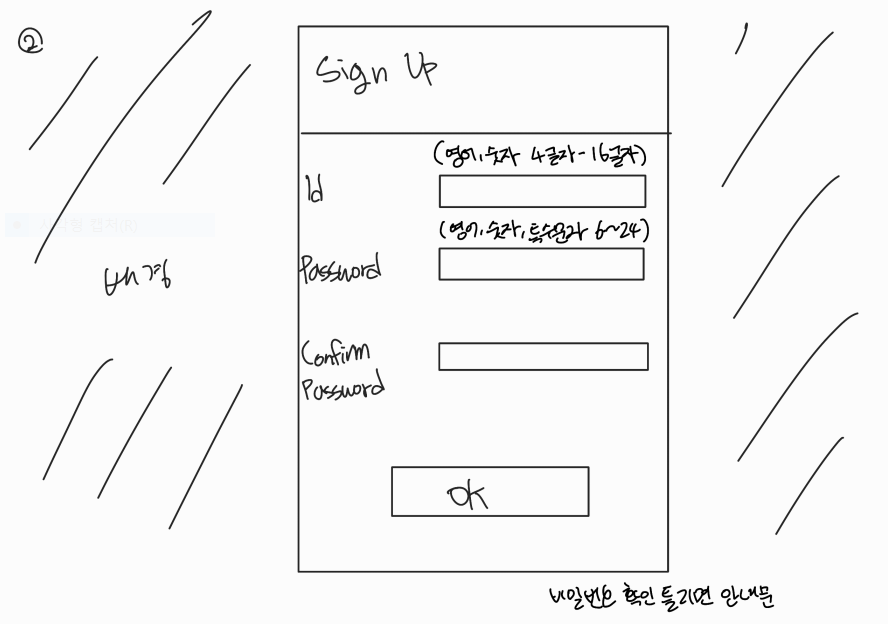 ②
Sign Up
(영어, 숫자 4글자-16글자)
Id
(영어, 숫자, 특수문자 6~24)
Password
배경
Confirm
Password
OK
비밀번호 확인 틀리면 안내문